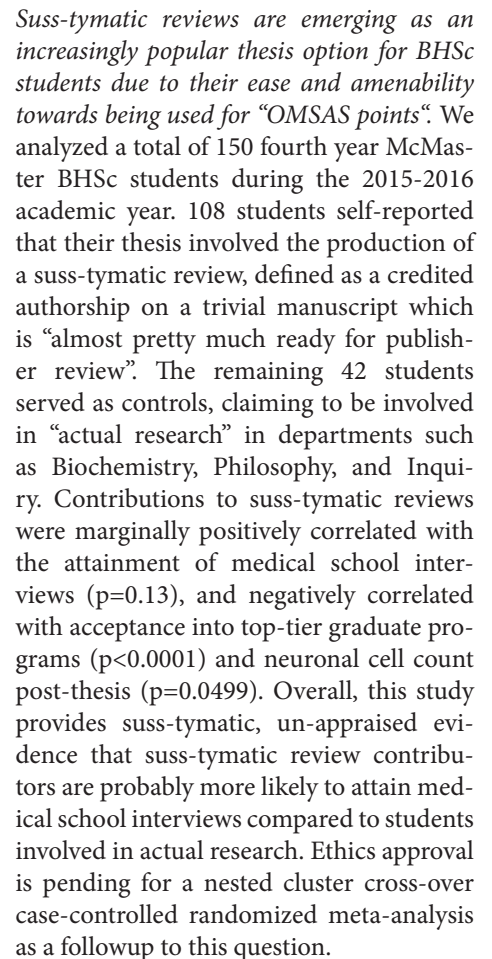 Suss-tymatic reviews are emerging as an
increasingly popular thesis option for BHSc
students due to their ease and amenability
towards being used for “OMSAS points“. We
analyzed a total of 150 fourth year McMas-
ter BHSc students during the 2015-2016
academic year. 108 students self-reported
that their thesis involved the production of
a suss-tymatic review, defined as a credited
authorship on a trivial manuscript which
is “almost pretty much ready for publish-
er review”. The remaining 42 students
served as controls, claiming to be involved
in “actual research” in departments such
as Biochemistry, Philosophy, and Inqui-
ry. Contributions to suss-tymatic reviews
were marginally positively correlated with
the attainment of medical school inter-
views (p=0.13), and negatively correlated
with acceptance into top-tier graduate pro-
grams (p<0.0001) and neuronal cell count
post-thesis (p=0.0499). Overall, this study
provides suss-tymatic, un-appraised evi-
dence that suss-tymatic review contribu-
tors are probably more likely to attain med-
ical school interviews compared to students
involved in actual research. Ethics approval
is pending for a nested cluster cross-over
case-controlled randomized meta-analysis
as a followup to this question.